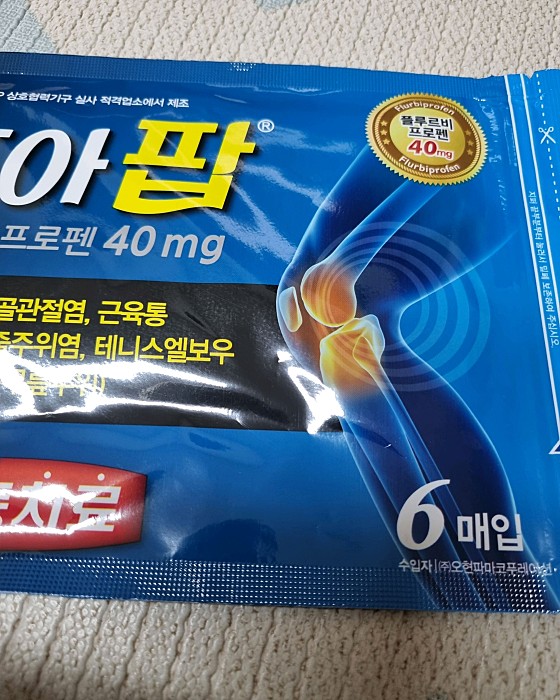 상호협력기구 실사 적격업소에서 제조
아팝®
프로펜 40mg
Flurbiprofen
플루르비
프로펜
40mg
Flurbiprofen
골관절염, 근육통
주위염, 테니스엘보우
치료
6 매입
수입자 (주)오현파마코퓨레이션